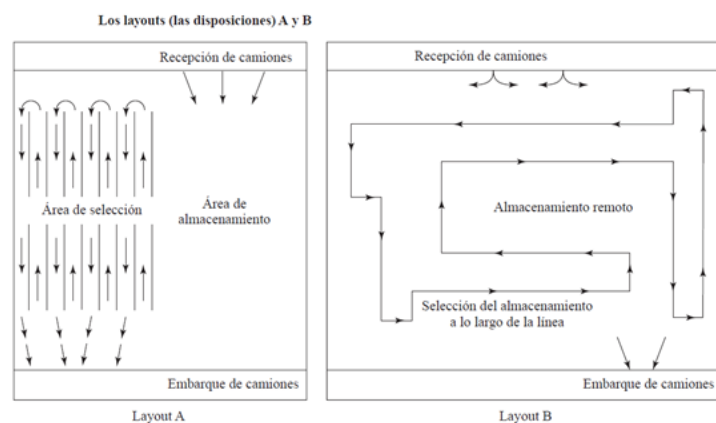 Los layouts (las disposiciones) A y B
Recepción de camiones
Área de selección
Área de
almacenamiento
Embarque de camiones
Layout A
Recepción de camiones
Almacenamiento remoto
Selección del almacenamiento
a lo largo de la línea
Embarque de camiones
Layout B